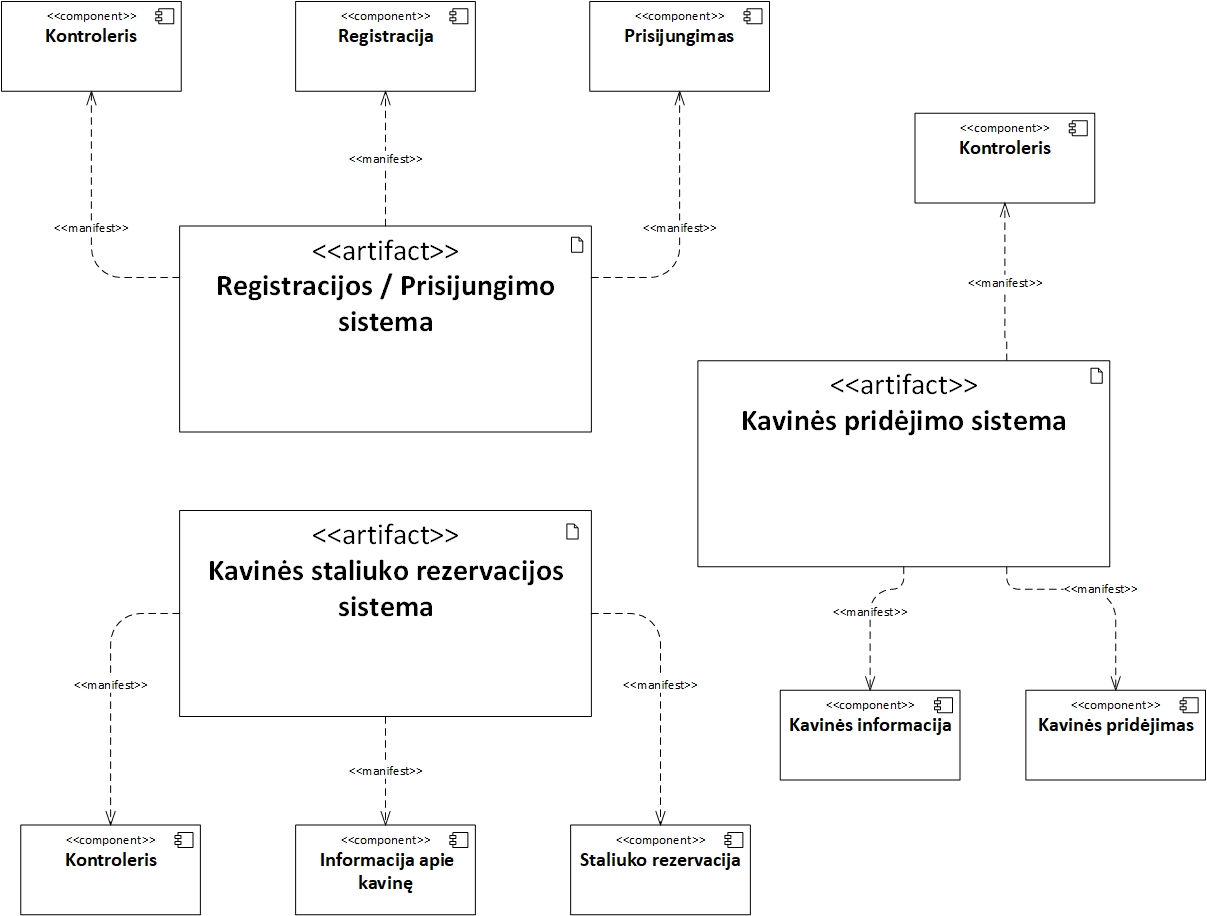 <<component>>
Kontroleris
<<component>>
Registracija
<<component>>
Prisijungimas
<<component>>
Kontroleris
<<manifest>>
<<manifest>>
<<manifest>>
<<artifact>>
Registracijos / Prisijungimo
sistema
<<manifest>>
<<artifact>>
Kavinės pridėjimo sistema
<<artifact>>
Kavinės staliuko rezervacijos
sistema
<<manifest>>
<<manifest>>
<<manifest>>
<<manifest>>
<<component>>
Kavinės informacija
<<component>>
Kavinės pridėjimas
<<manifest>>
<<component>>
Kontroleris
<<component>>
Informacija apie
kavinę
<<component>>
Staliuko rezervacija